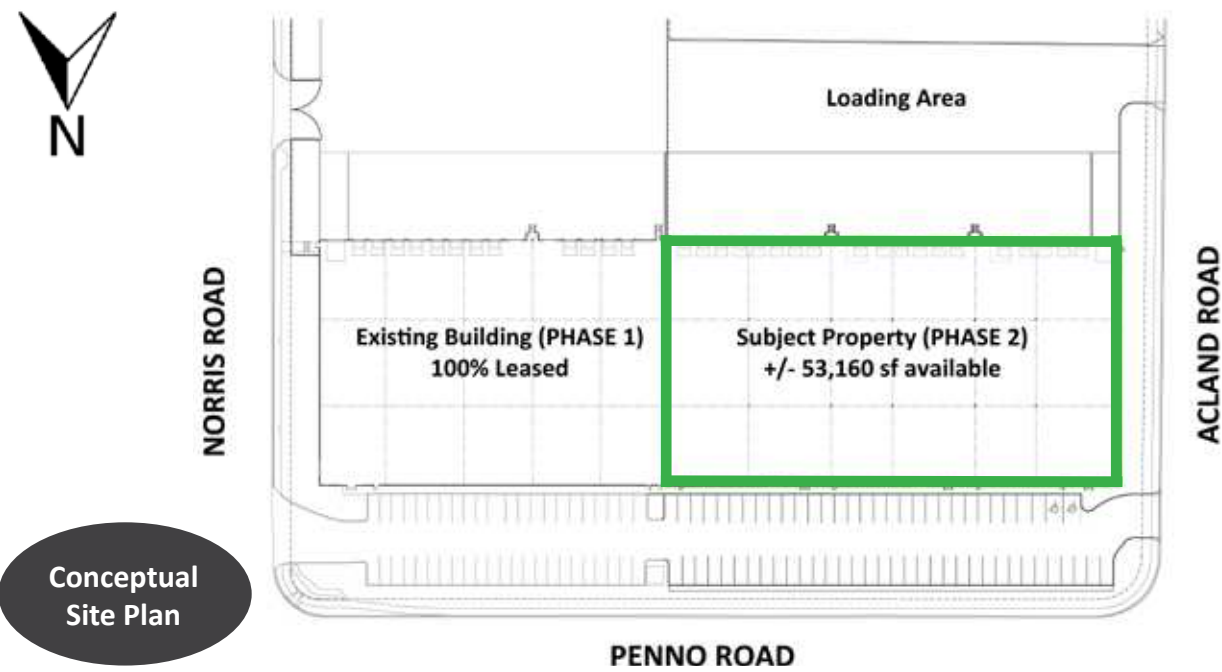 N
Loading Area
NORRIS ROAD
Existing Building (PHASE 1)
100% Leased
Subject Property (PHASE 2)
+/- 53,160 sf available
ACLAND ROAD
Conceptual
Site Plan
PENNO ROAD